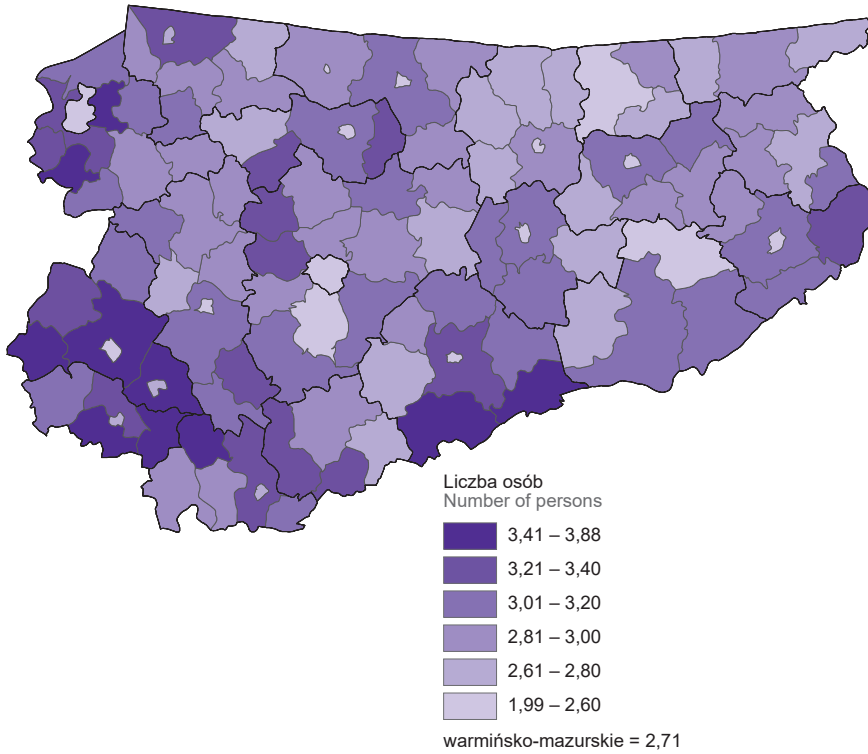 Liczba osób
Number of persons
3,41 – 3,88
3,21 – 3,40
3,01 – 3,20
2,81 – 3,00
2,61 – 2,80
1,99 – 2,60
warmińsko-mazurskie = 2,71